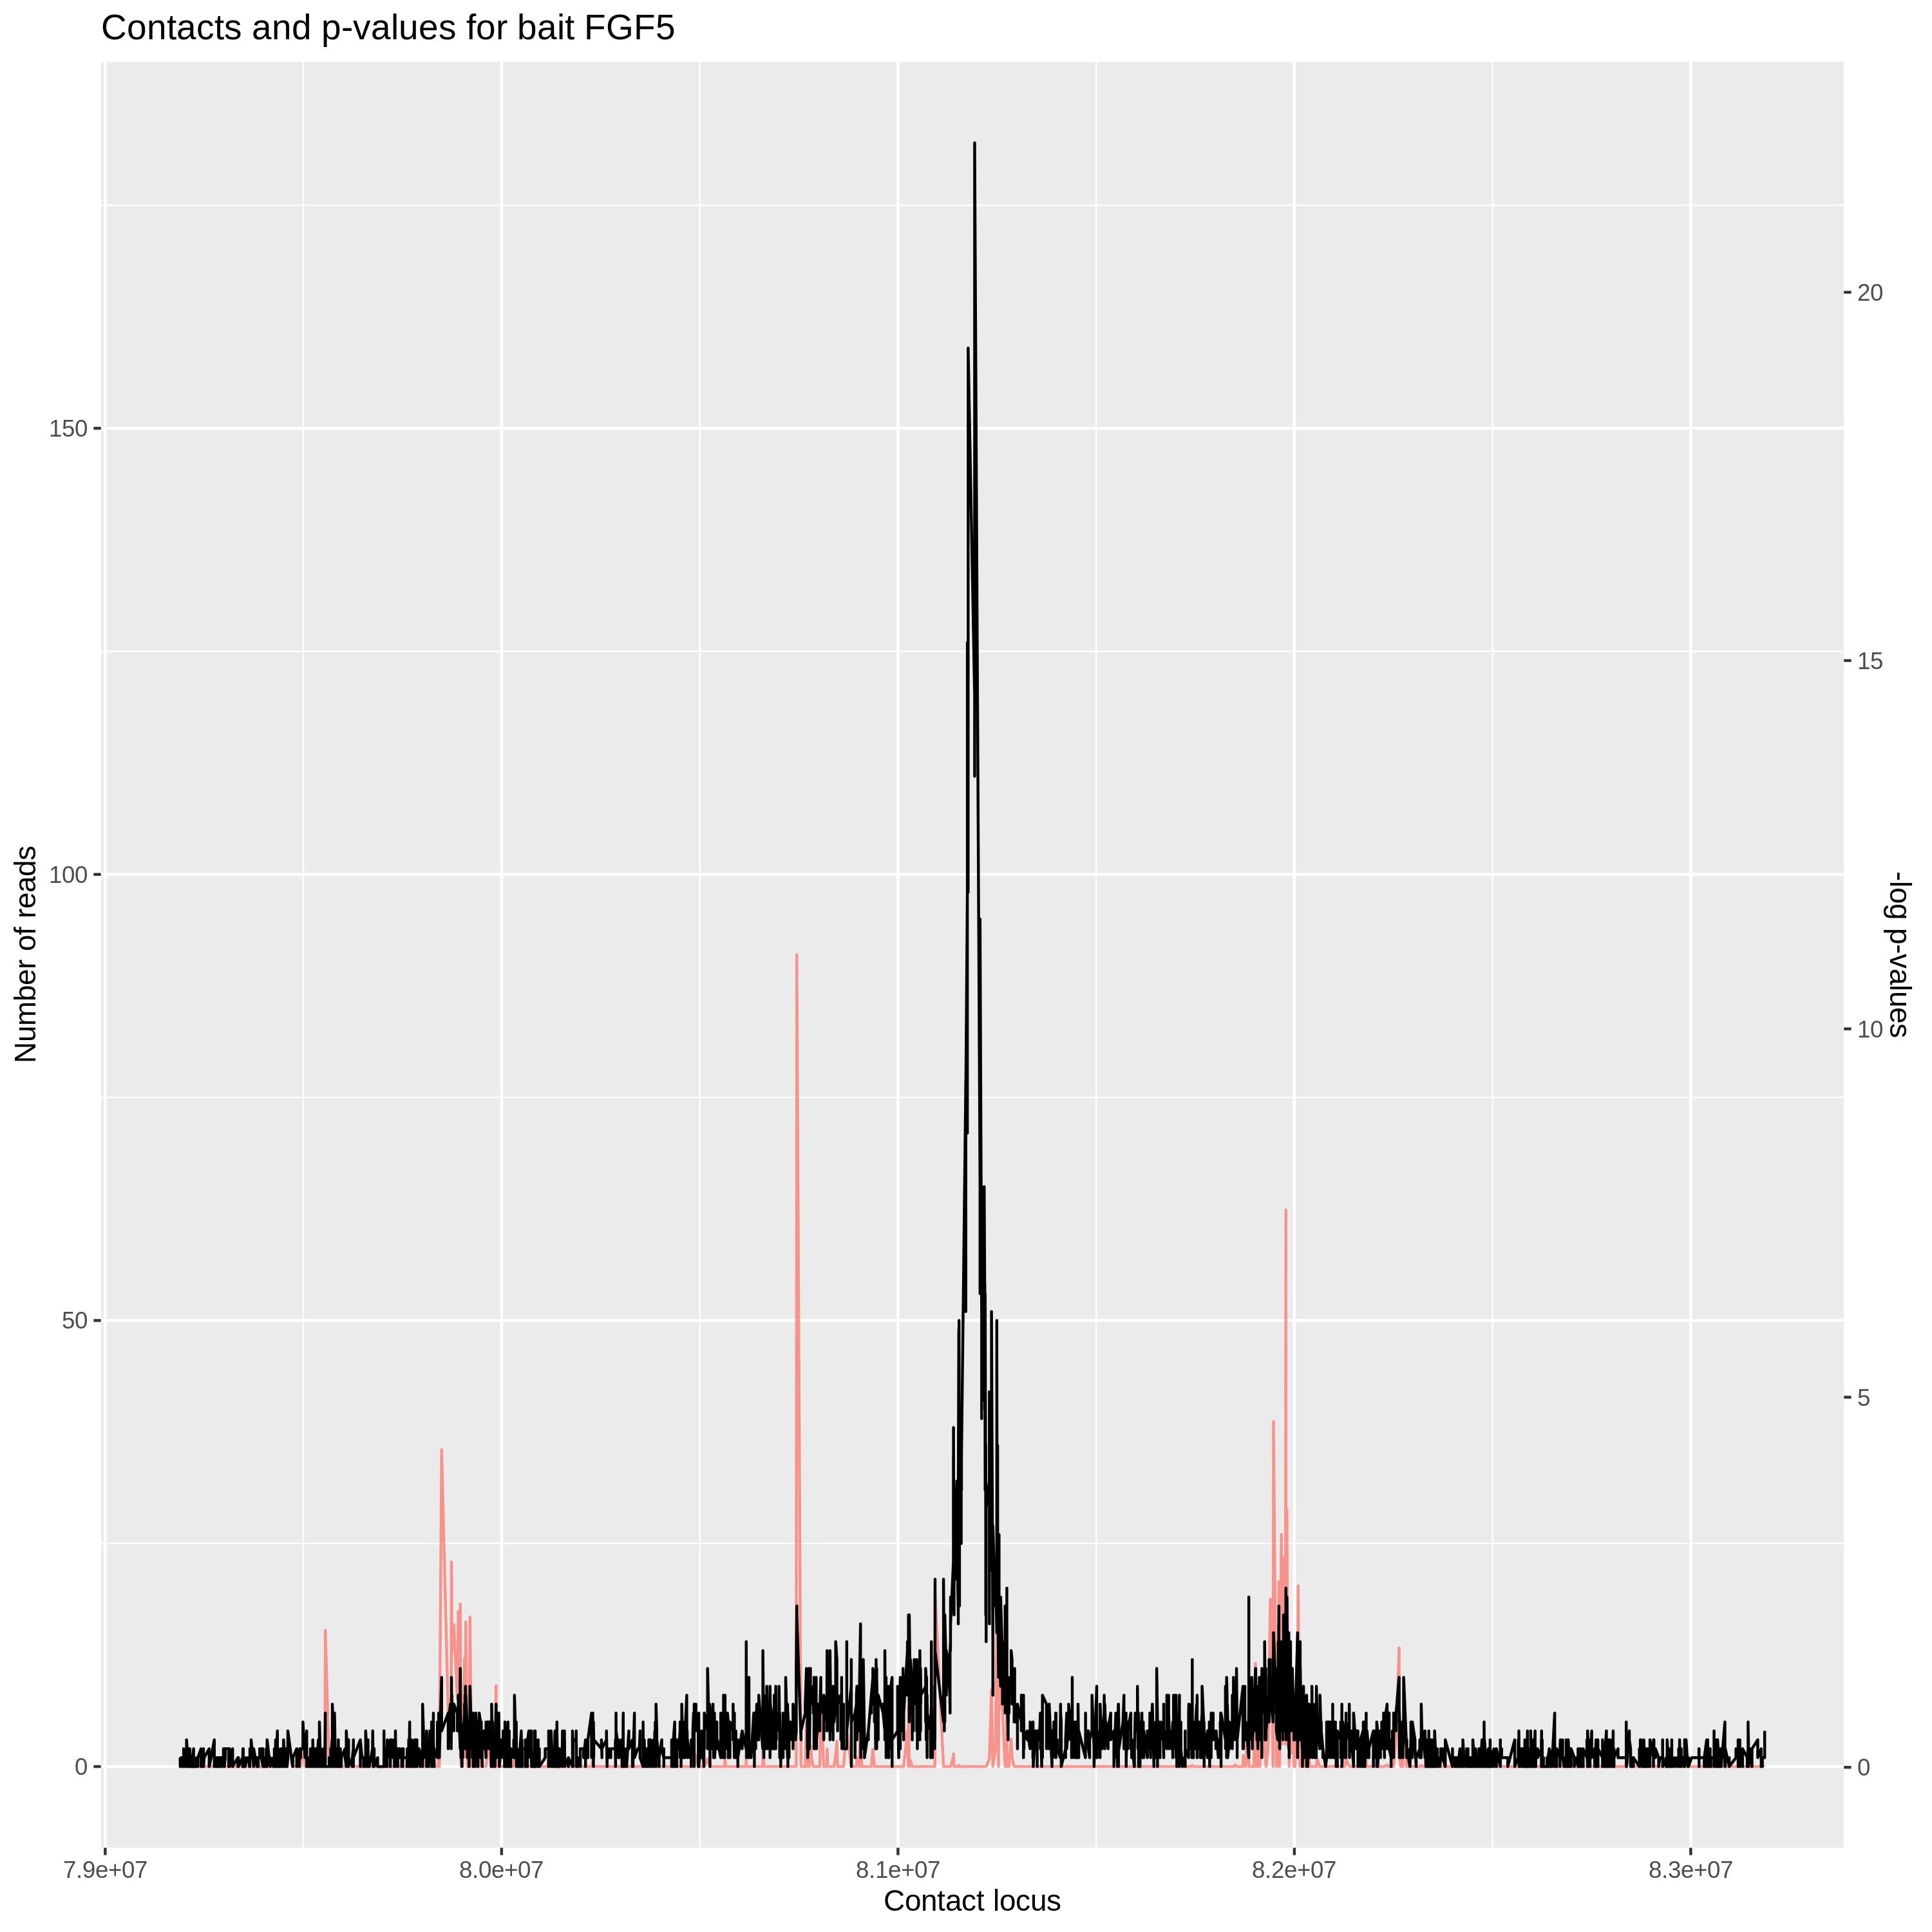 Contacts and p-values for bait FGF5
Number of reads
150
100
50
0
20
15
10
5
0
-log p-values
7.9e+07 8.0e+07 8.1e+07 8.2e+07 8.3e+07
Contact locus